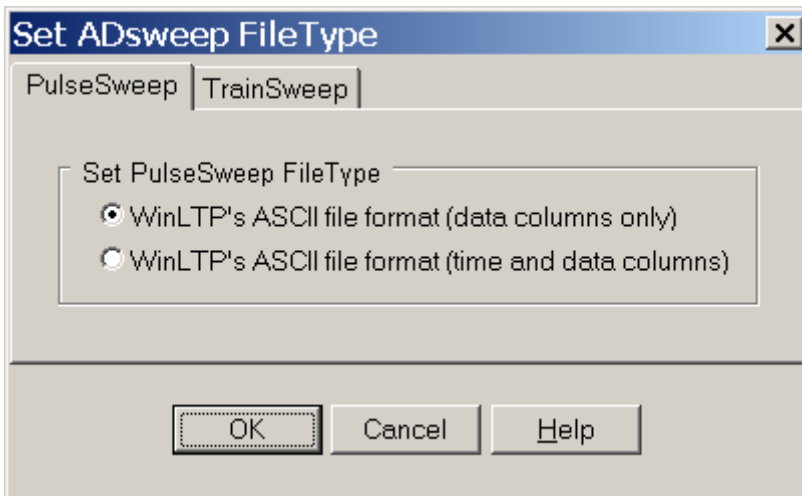 Set ADsweep FileType
PulseSweep TrainSweep
Set PulseSweep FileType
WinLTP's ASCII file format (data columns only)
WinLTP's ASCII file format (time and data columns)
OK Cancel Help